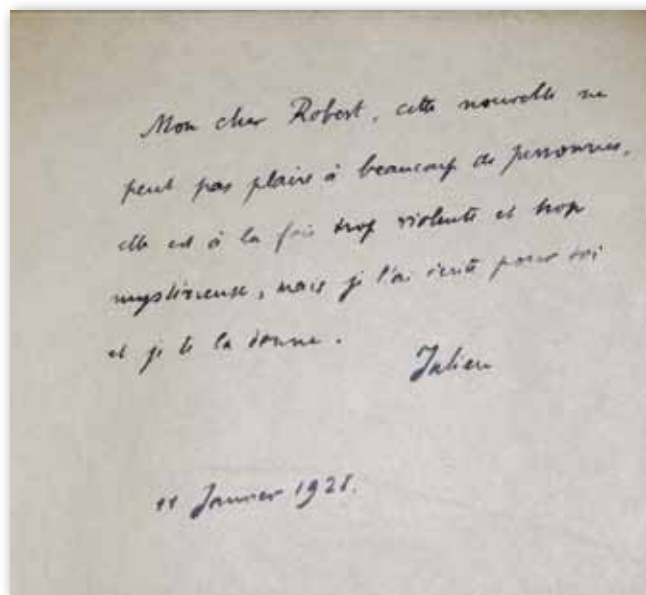 Mon cher Robert, cette nouvelle ne
peut pas plaire à beaucoup de personnes,
elle est à la fois trop violente et trop
mystérieuse, mais je l'ai écrite pour toi
et je te la donne.
Julien
11 Janvier 1928.